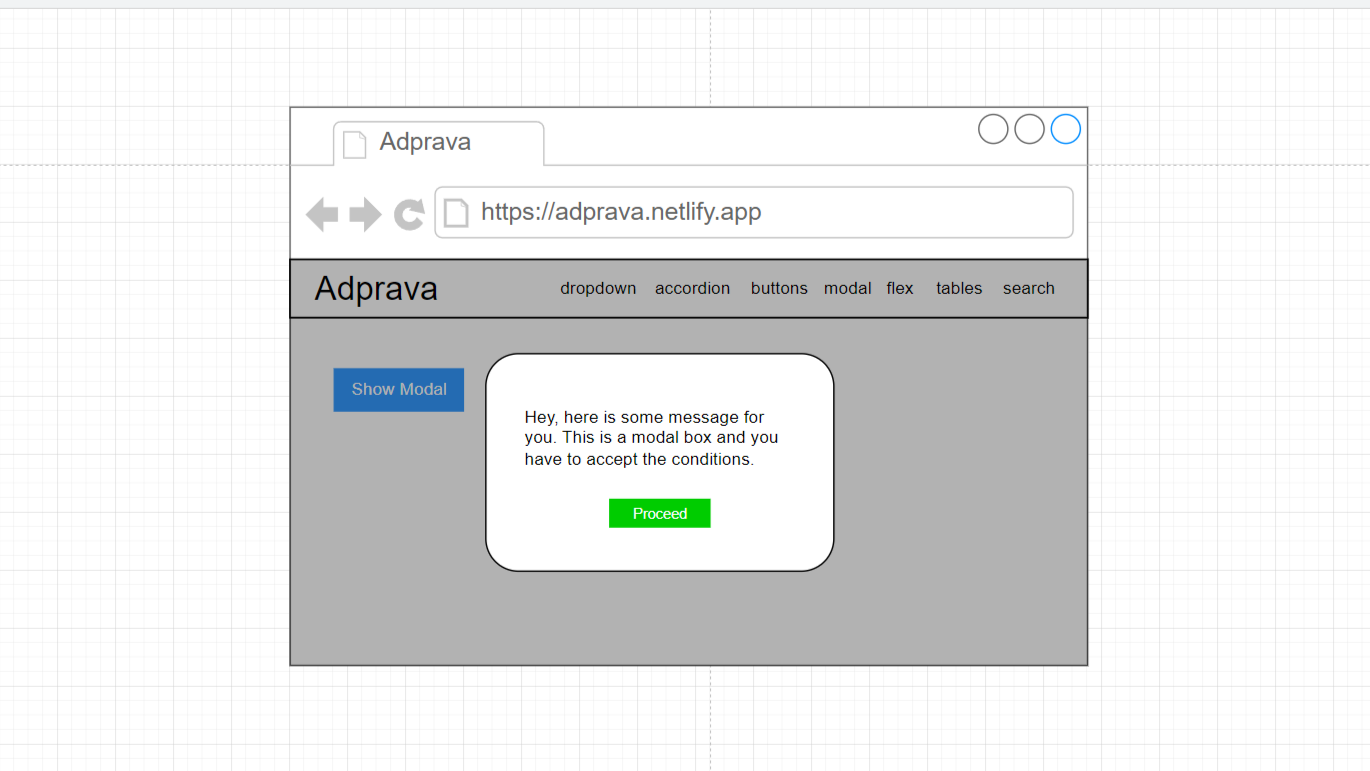 Adprava
https://adprava.netlify.app
Adprava dropdown accordion buttons modal flex tables search
Show Modal
Hey, here is some message for
you. This is a modal box and you
have to accept the conditions.
Proceed